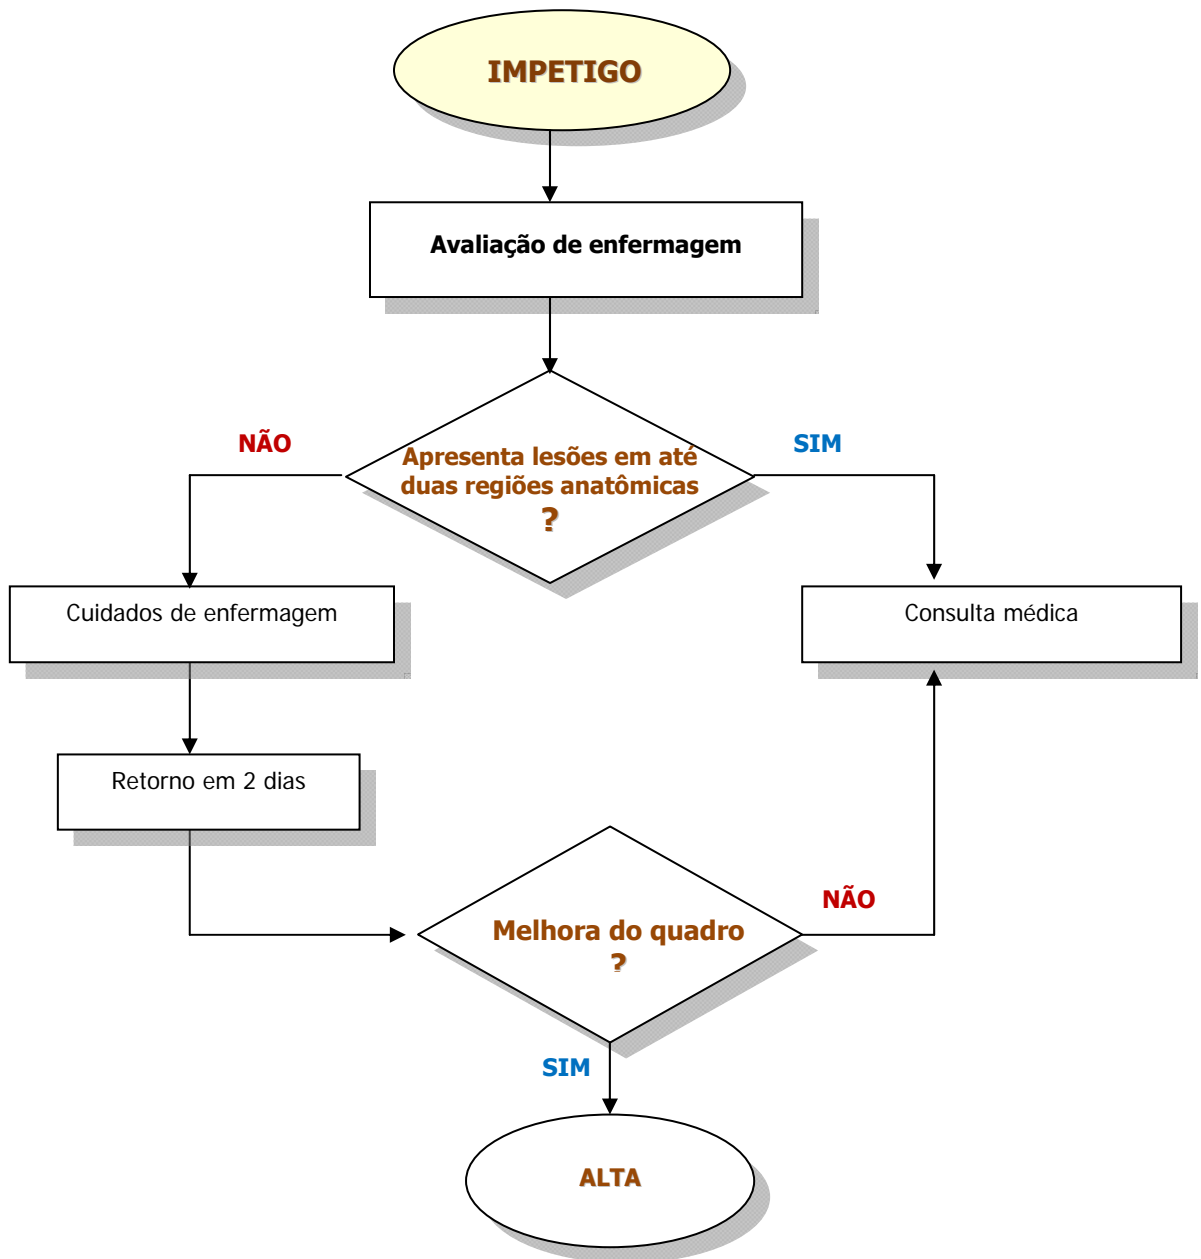 IMPETIGO
Avaliação de enfermagem
NÃO
SIM
Apresenta lesões em até
duas regiões anatômicas
?
Cuidados de enfermagem
Consulta médica
Retorno em 2 dias
NÃO
Melhora do quadro
?
SIM
ALTA